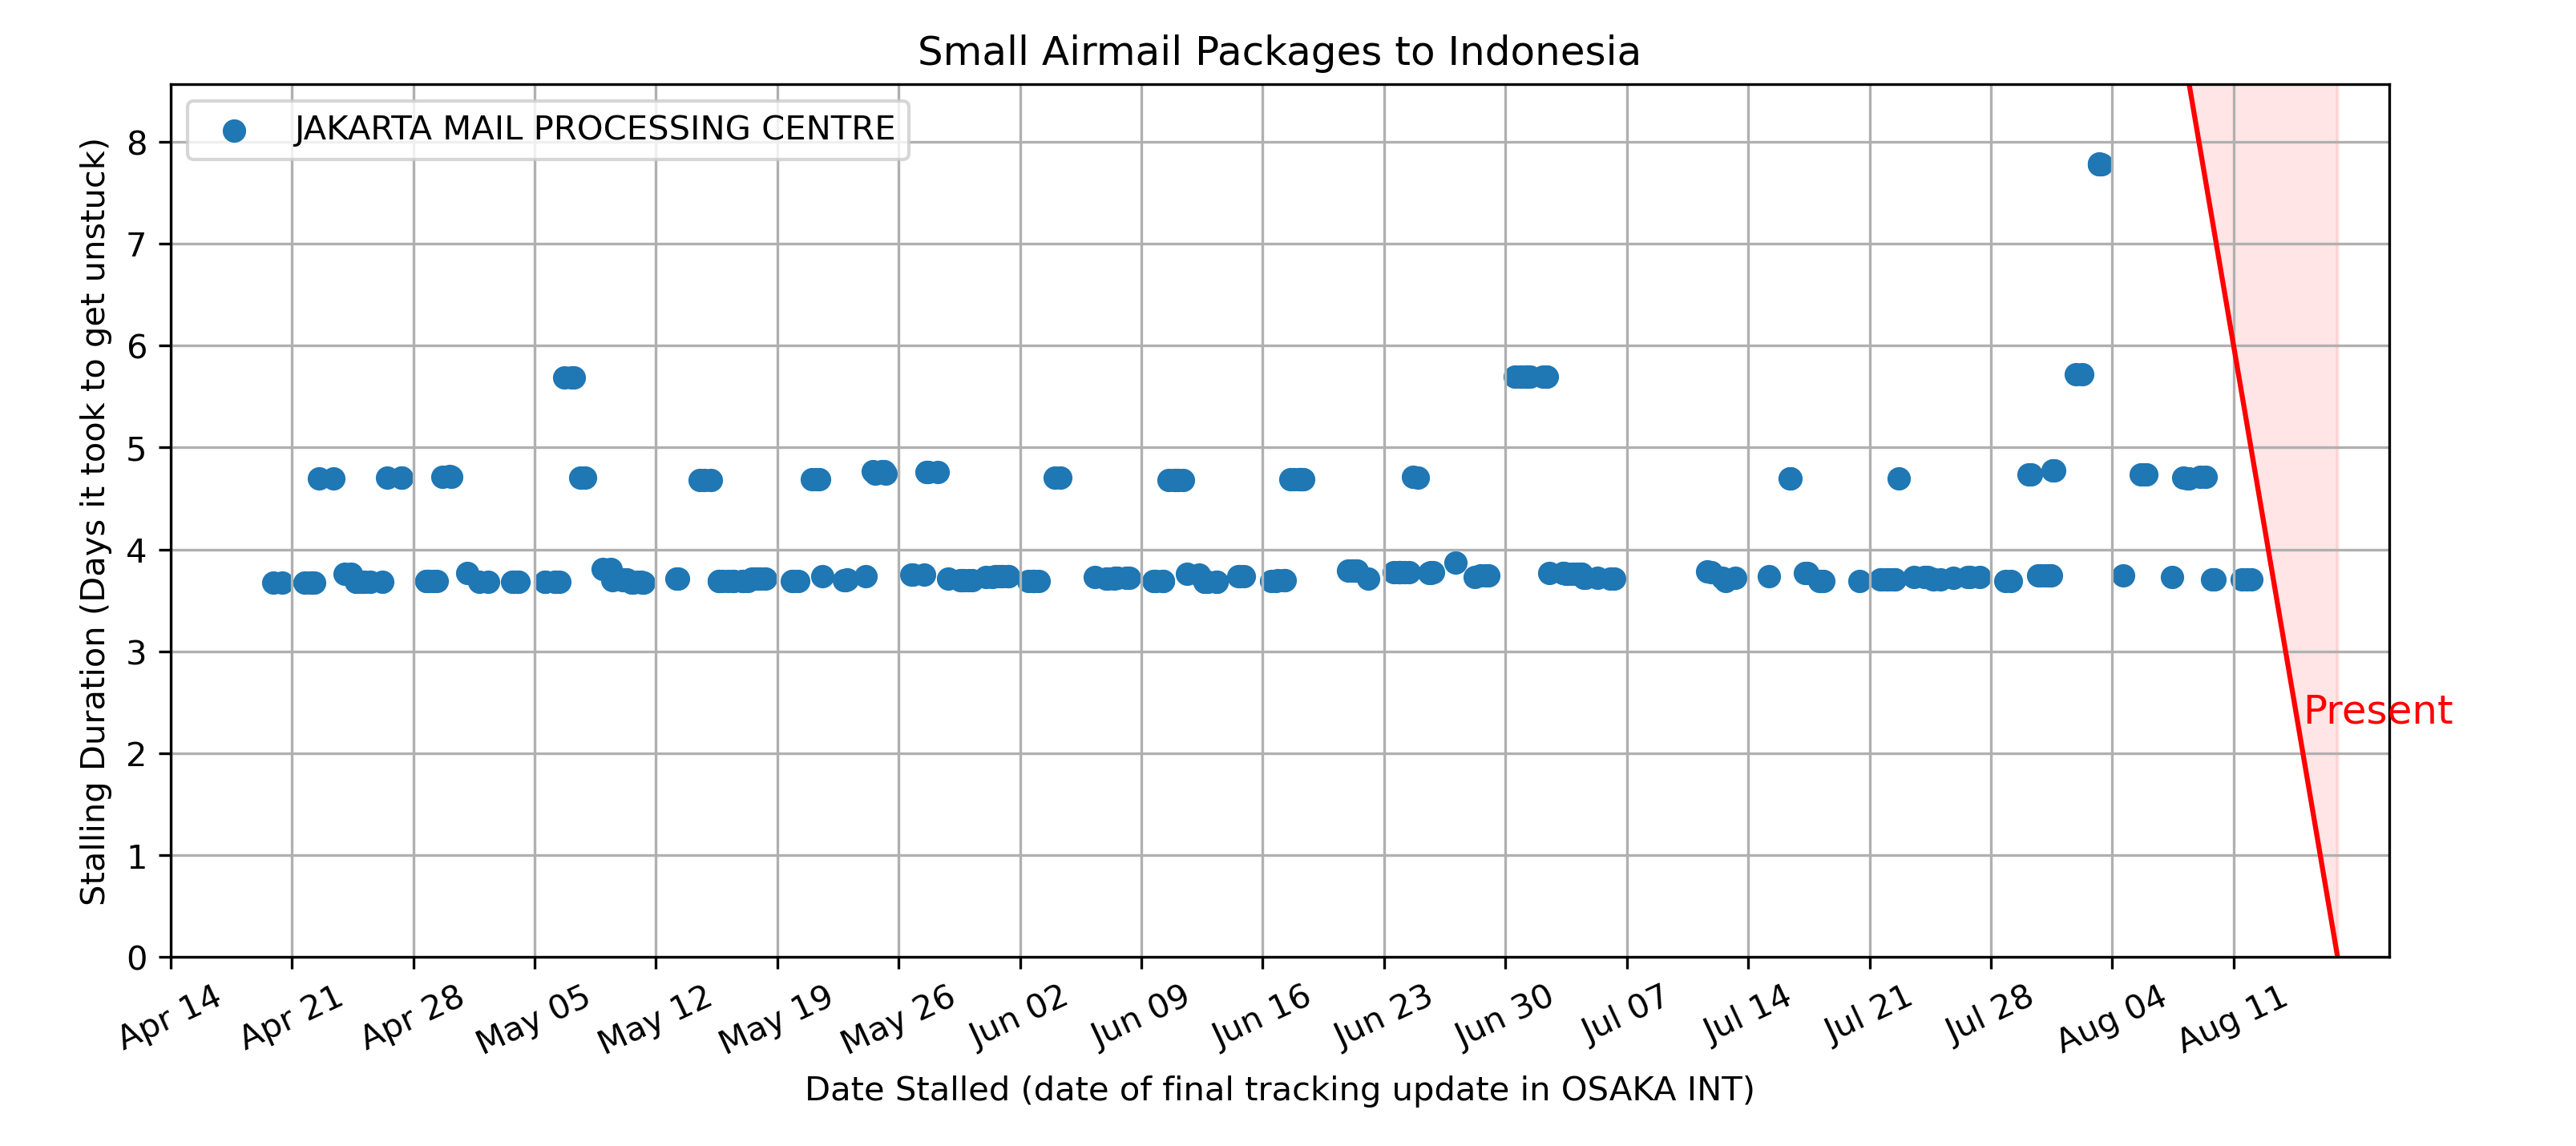 Small Airmail Packages to Indonesia
JAKARTA MAIL PROCESSING CENTRE
Stalling Duration (Days it took to get unstuck)
8
7
6
5
4
3
2
1
0
Present
Apr 14
Apr 21
Apr 28
May 05
May 12
May 19
May 26
Jun 02
Jun 09
Jun 16
Jun 23
Jun 30
Jul 07
Jul 14
Jul 21
Jul 28
Aug 04
Aug 11
Date Stalled (date of final tracking update in OSAKA INT)